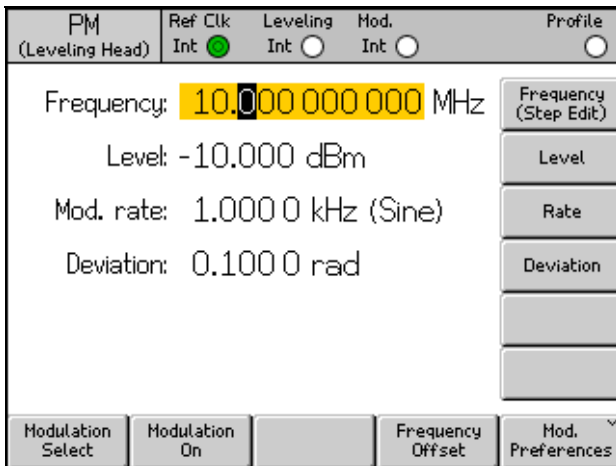 PM
(Leveling Head)
Ref Clk
Int
Leveling
Int
Mod.
Int
Profile
Frequency: 10.000 000 000 MHz
Level: -10.000 dBm
Mod. rate: 1.000 0 kHz (Sine)
Deviation: 0.100 0 rad
Frequency
(Step Edit)
Level
Rate
Deviation
Modulation
Select
Modulation
On
Frequency
Offset
Mod.
Preferences